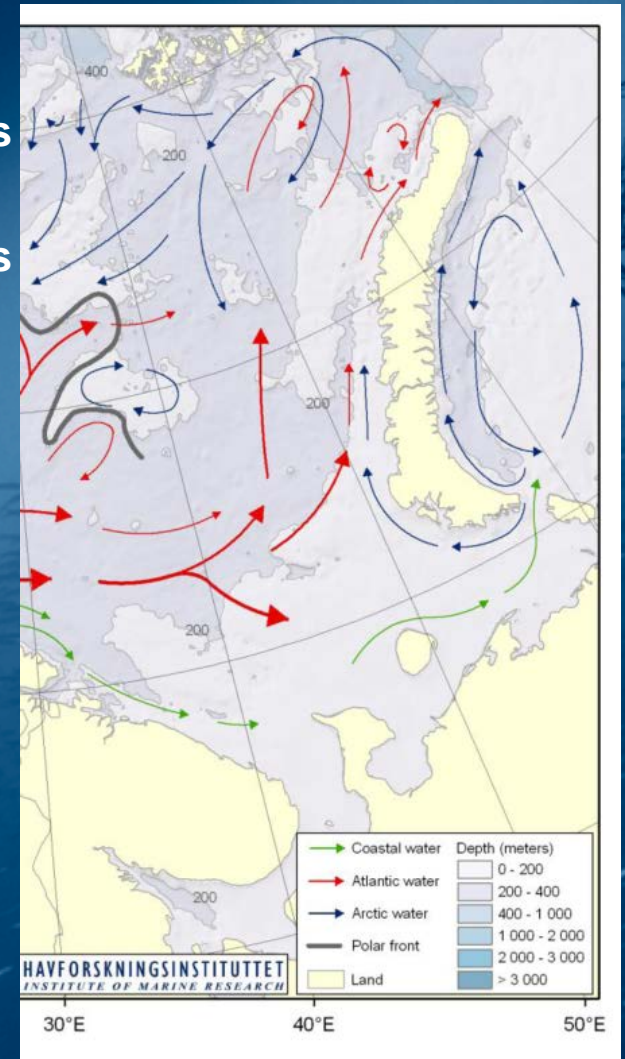 s
s
400
200
200
200
200
Coastal water
Atlantic water
Arctic water
Polar front
Land
Depth (meters)
0 - 200
200 - 400
400 - 1 000
1 000 - 2 000
2 000 - 3 000
> 3 000
HAVFORSKNINGSINSTITUTTET
INSTITUTE OF MARINE RESEARCH
30°E
40°E
50°E